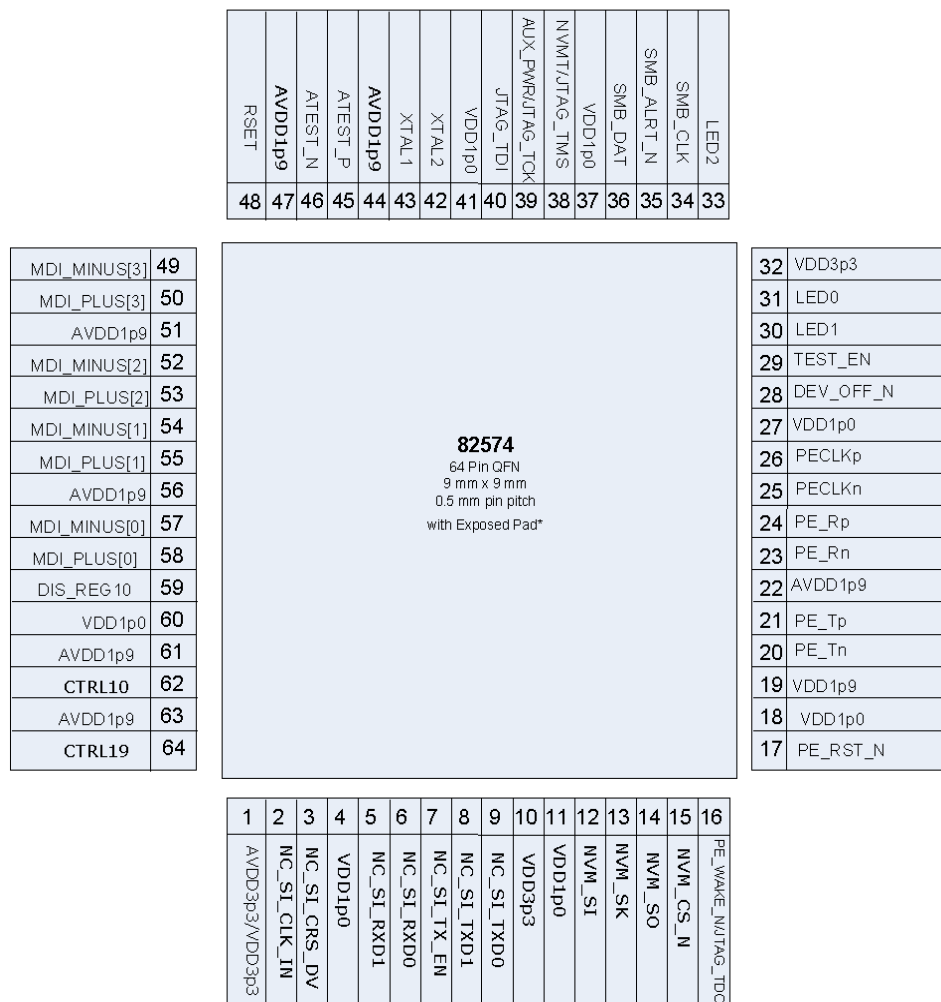 RSET
AVDD1p9
ATEST_N
ATEST_P
AVDD1p9
XTAL1
XTAL2
VDD1p0
JTAG_TDI
AUX_PWR/JTAG_TCK
NVMT/JTAG_TMS
VDD1p0
SMB_DAT
SMB_ALRT_N
SMB_CLK
LED2
48 47 46 45 44 43 42 41 40 39 38 37 36 35 34 33
MDI_MINUS[3] 49
MDI_PLUS[3] 50
AVDD1p9 51
MDI_MINUS[2] 52
MDI_PLUS[2] 53
MDI_MINUS[1] 54
MDI_PLUS[1] 55
AVDD1p9 56
MDI_MINUS[0] 57
MDI_PLUS[0] 58
DIS_REG10 59
VDD1p0 60
AVDD1p9 61
CTRL10 62
AVDD1p9 63
CTRL19 64
82574
64 Pin QFN
9 mm x 9 mm
0.5 mm pin pitch
with Exposed Pad*
32 VDD3p3
31 LED0
30 LED1
29 TEST_EN
28 DEV_OFF_N
27 VDD1p0
26 PECLKp
25 PECLKn
24 PE_Rp
23 PE_Rn
22 AVDD1p9
21 PE_Tp
20 PE_Tn
19 VDD1p9
18 VDD1p0
17 PE_RST_N
1 2 3 4 5 6 7 8 9 10 11 12 13 14 15 16
AVDD3p3/VDD3p3
NC_SI_CLK_IN
NC_SI_CRS_DV
VDD1p0
NC_SI_RXD1
NC_SI_RXD0
NC_SI_TX_EN
NC_SI_TXD1
NC_SI_TXD0
VDD3p3
VDD1p0
NVM_SI
NVM_SK
NVM_SO
NVM_CS_N
PE_WAKE_N/JTAG_TDO